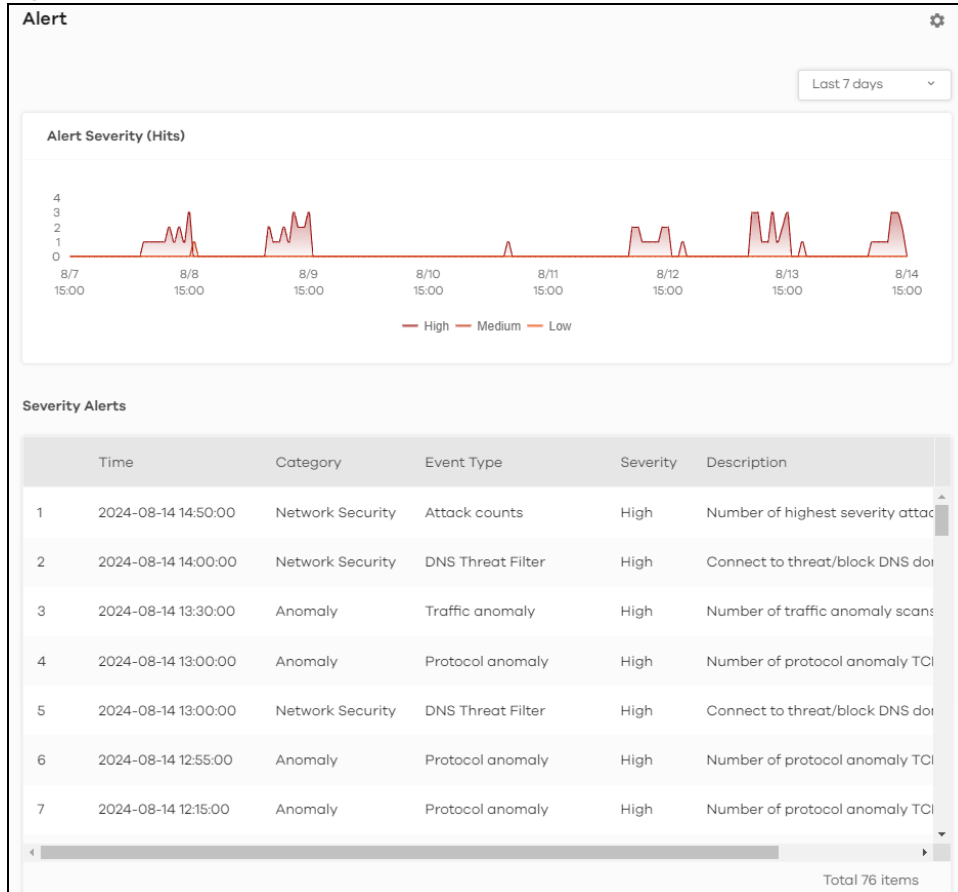 Alert
Last 7 days
Alert Severity (Hits)
4
3
2
1
0
8/7 8/8 8/9 8/10 8/11 8/12 8/13 8/14
15:00 15:00 15:00 15:00 15:00 15:00 15:00 15:00
High Medium Low
Severity Alerts
Time Category Event Type Severity Description
1 2024-08-14 14:50:00 Network Security Attack counts High Number of highest severity
2 2024-08-14 14:00:00 Network Security DNS Threat Filter High Connect to threat/block DNS
3 2024-08-14 13:30:00 Anomaly Traffic anomaly High Number of traffic anomaly scans
4 2024-08-14 13:00:00 Anomaly Protocol anomaly High Number of protocol anomaly
5 2024-08-14 13:00:00 Network Security DNS Threat Filter High Connect to threat/block DNS
6 2024-08-14 12:55:00 Anomaly Protocol anomaly High Number of protocol anomaly
7 2024-08-14 12:15:00 Anomaly Protocol anomaly High Number of protocol anomaly
Total 76 items